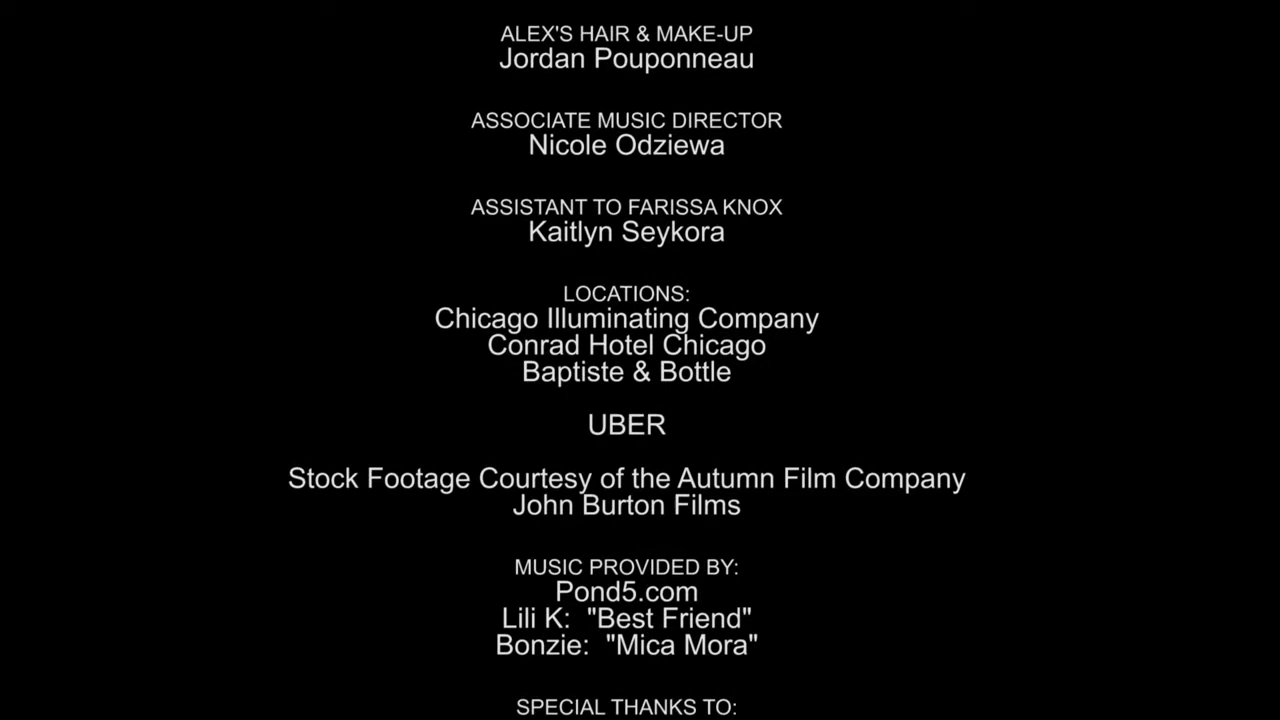 ALEX'S HAIR & MAKE-UP
Jordan Pouponneau
ASSOCIATE MUSIC DIRECTOR
Nicole Odziewa
ASSISTANT TO FARISSA KNOX
Kaitlyn Seykora
LOCATIONS:
Chicago Illuminating Company
Conrad Hotel Chicago
Baptiste & Bottle
UBER
Stock Footage Courtesy of the Autumn Film Company
John Burton Films
MUSIC PROVIDED BY:
Pond5.com
Lili K:  "Best Friend"
Bonzie:  "Mica Mora"
SPECIAL THANKS TO: